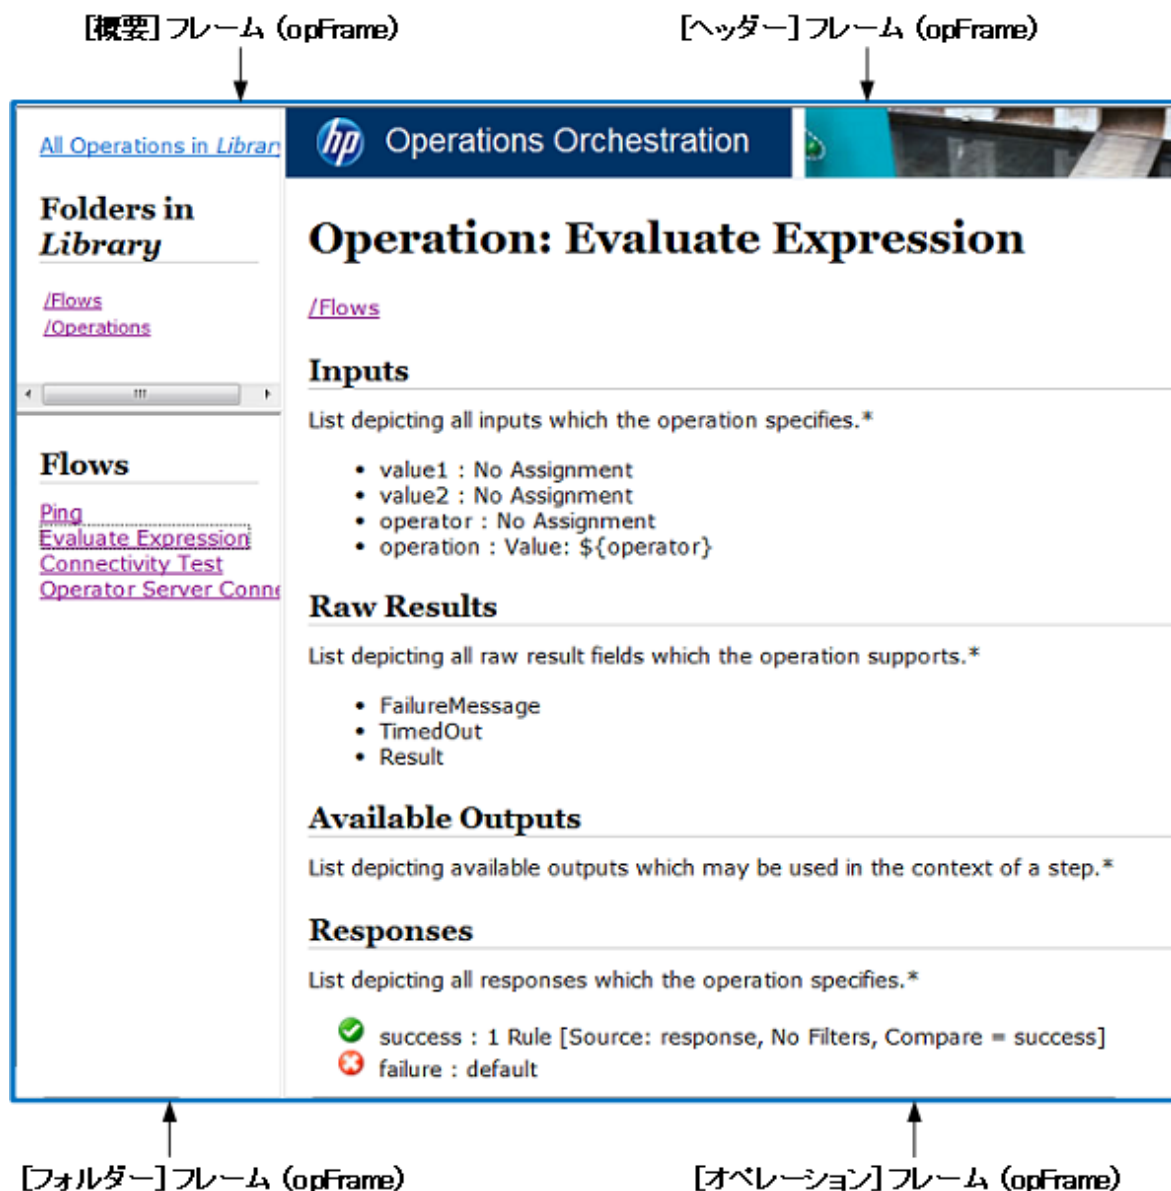 [概要] フレーム (opFrame)
[ヘッダー] フレーム (opFrame)
All Operations in Library
Folders in
Library
/Flows
/Operations
Flows
Ping
Evaluate Expression
Connectivity Test
Operator Server Conne
hp Operations Orchestration
Operation: Evaluate Expression
/Flows
Inputs
List depicting all inputs which the operation specifies.*
• value1 : No Assignment
• value2 : No Assignment
• operator : No Assignment
• operation : Value: ${operator}
Raw Results
List depicting all raw result fields which the operation supports.*
• FailureMessage
• TimedOut
• Result
Available Outputs
List depicting available outputs which may be used in the context of a step.*
Responses
List depicting all responses which the operation specifies.*
success : 1 Rule [Source: response, No Filters, Compare = success]
failure : default
[フォルダー] フレーム (opFrame)
[オペレーション] フレーム (opFrame)